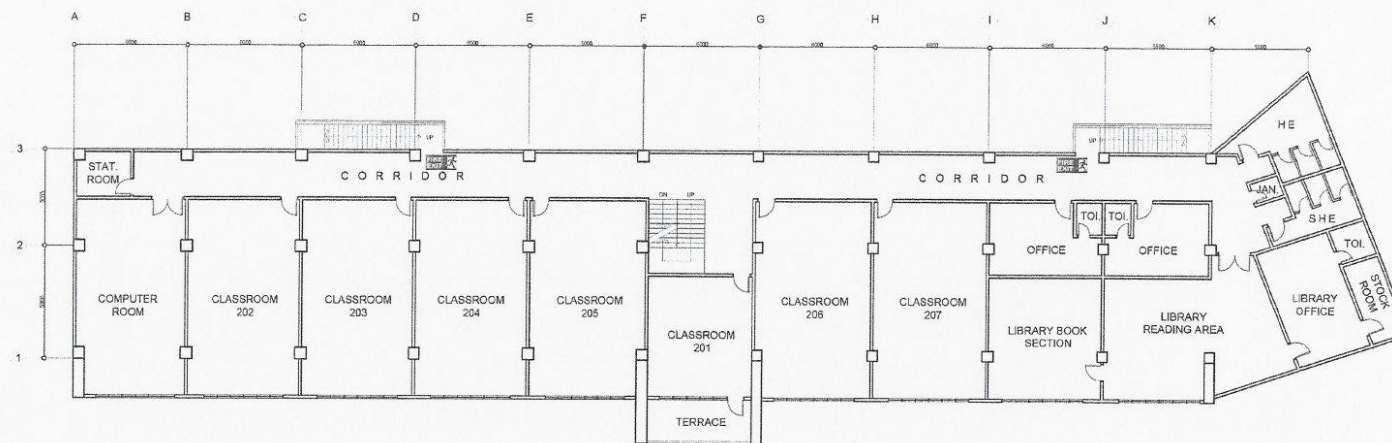 A B C D E F G H I J K
3
2
1
UP
UP
FIRE
EXIT
FIRE
EXIT
STAT.
ROOM
CORRIDOR
CORRIDOR
DN UP
HE
JAN.
SHE
TOI. TOI.
OFFICE
OFFICE
TOI.
STOCK
ROOM
COMPUTER
ROOM
CLASSROOM
202
CLASSROOM
203
CLASSROOM
204
CLASSROOM
205
CLASSROOM
201
CLASSROOM
206
CLASSROOM
207
LIBRARY BOOK
SECTION
LIBRARY
READING AREA
LIBRARY
OFFICE
TERRACE